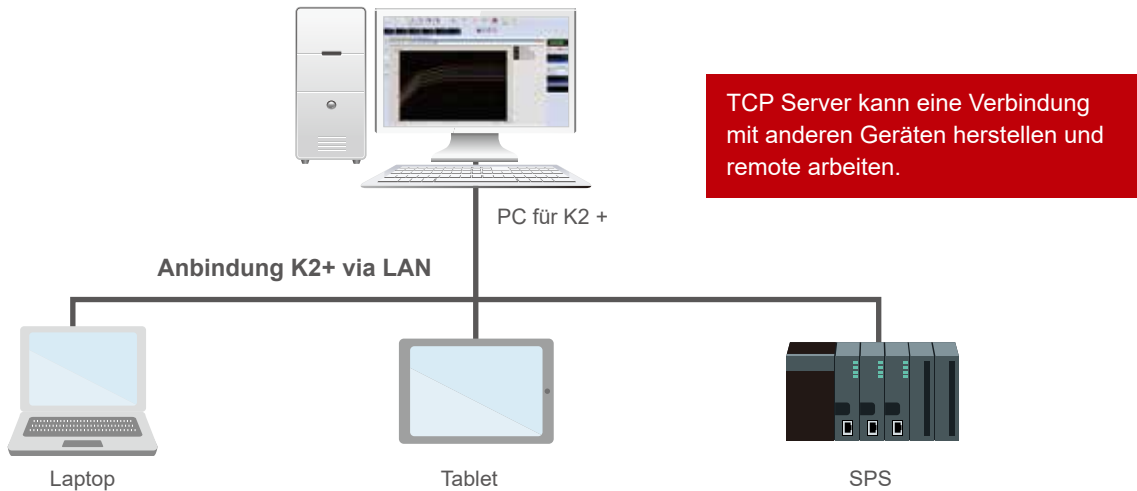 TCP Server kann eine Verbindung
mit anderen Geräten herstellen und
remote arbeiten.
PC für K2 +
Anbindung K2+ via LAN
Laptop
Tablet
SPS